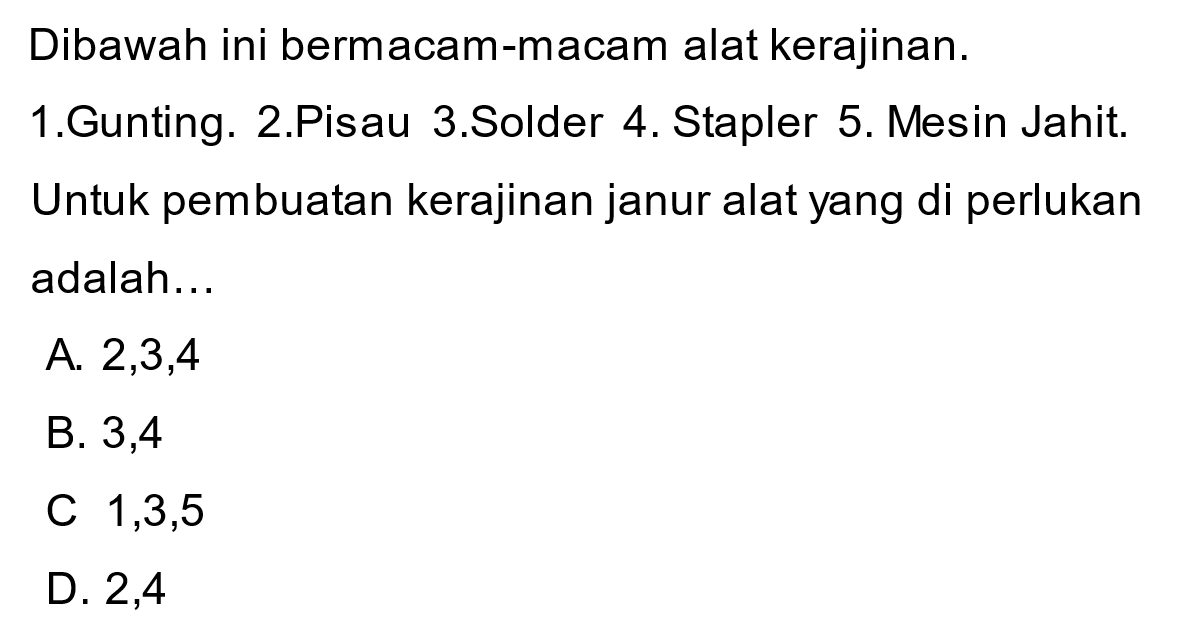 Dibawah ini bermacam-macam alat kerajinan.
1.Gunting. 2.Pisau 3.Solder 4. Stapler 5. Mesin Jahit.
Untuk pembuatan kerajinan janur alat yang di perlukan
adalah...
A. 2,3,4
B. 3,4
C 1,3,5
D. 2,4